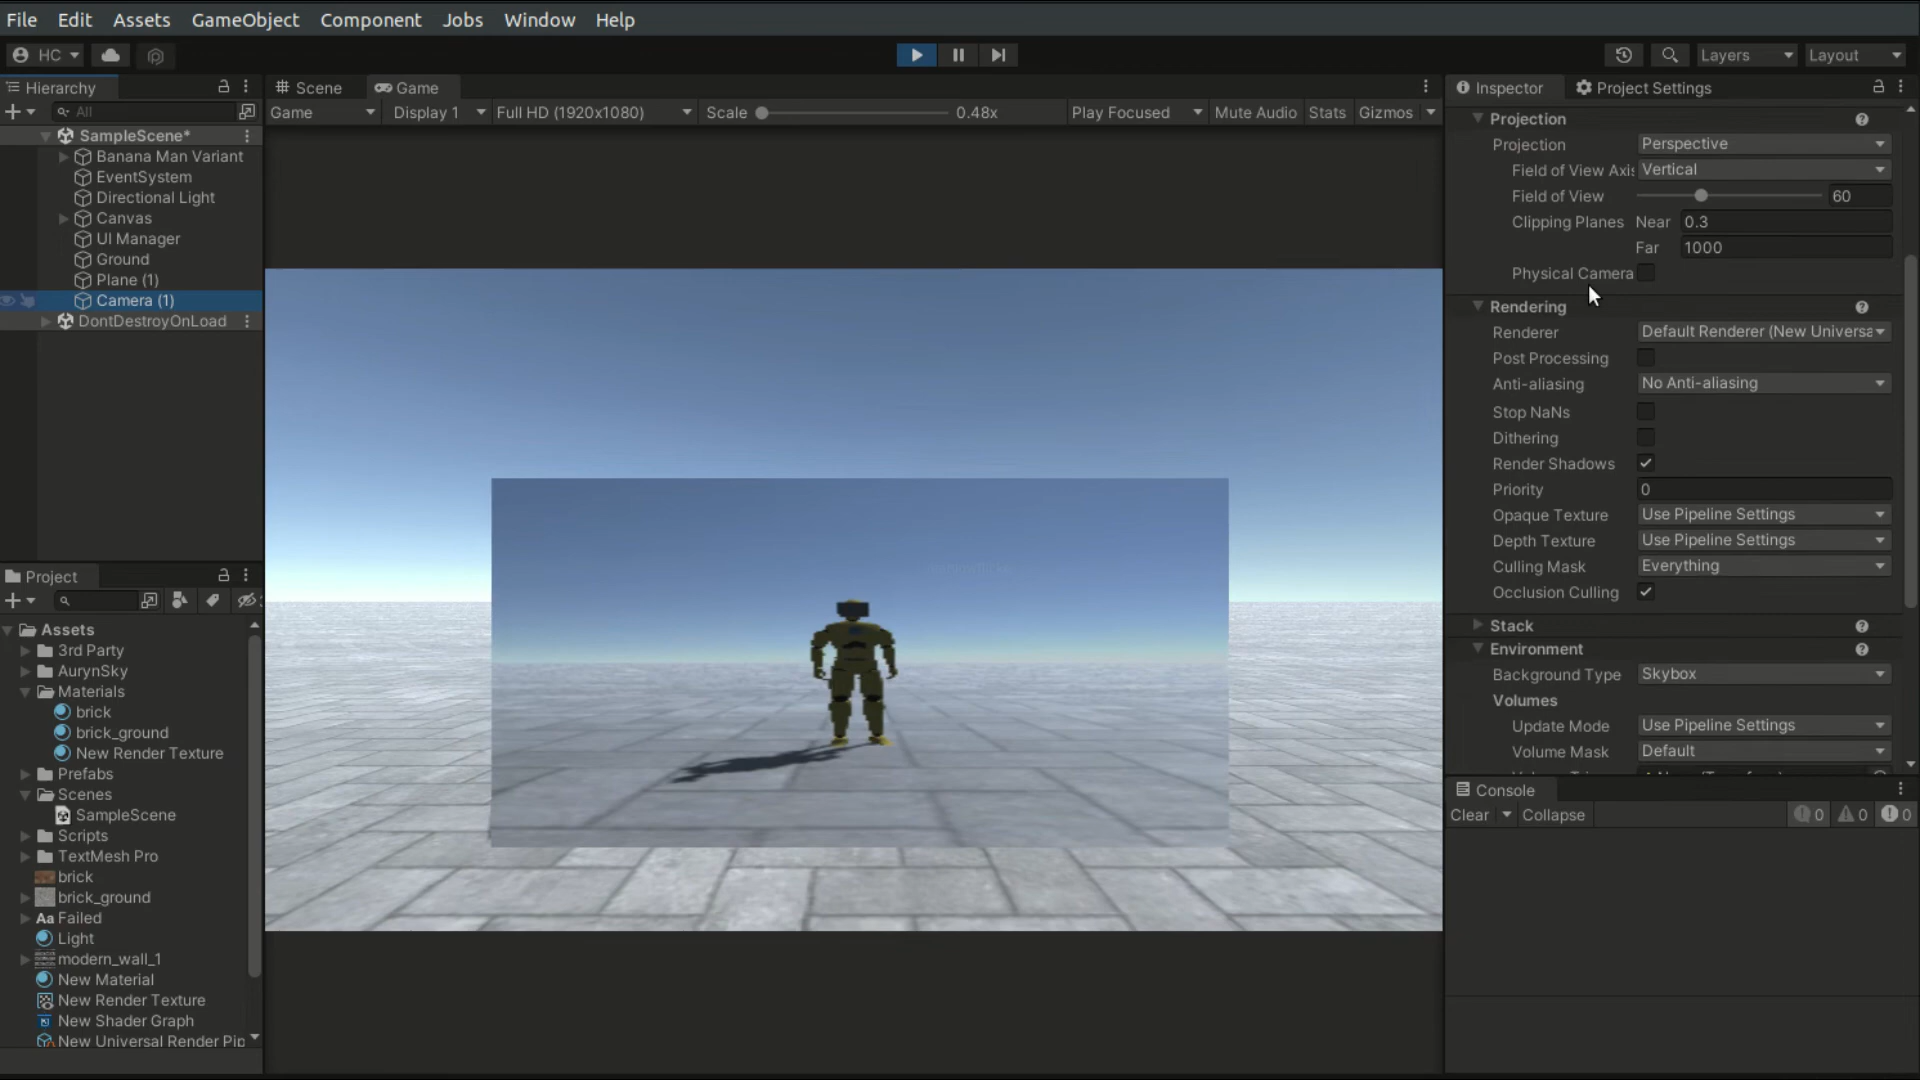 File Edit Assets GameObject Component Jobs Window Help
HC Layers Layout
Hierarchy Scene Game Inspector Project Settings
All Game Display 1 Full HD (1920x1080) Scale 0.48x Play Focused Mute Audio Stats Gizmos
SampleScene*
Banana Man Variant
EventSystem
Directional Light
Canvas
UI Manager
Ground
Plane (1)
Camera (1)
DontDestroyOnLoad
Project
Assets
3rd Party
AurynSky
Materials
brick
brick_ground
New Render Texture
Prefabs
Scenes
SampleScene
Scripts
TextMesh Pro
brick
brick_ground
Aa Failed
Light
modern_wall_1
New Material
New Render Texture
New Shader Graph
New Universal Render Pip
Projection
Projection Perspective
Field of View Axis Vertical
Field of View 60
Clipping Planes Near 0.3
Far 1000
Physical Camera
Rendering
Renderer Default Renderer (New Universa
Post Processing
Anti-aliasing No Anti-aliasing
Stop NaNs
Dithering
Render Shadows
Priority 0
Opaque Texture Use Pipeline Settings
Depth Texture Use Pipeline Settings
Culling Mask Everything
Occlusion Culling
Stack
Environment
Background Type Skybox
Volumes
Update Mode Use Pipeline Settings
Volume Mask Default
Console
Clear Collapse 0 0 0